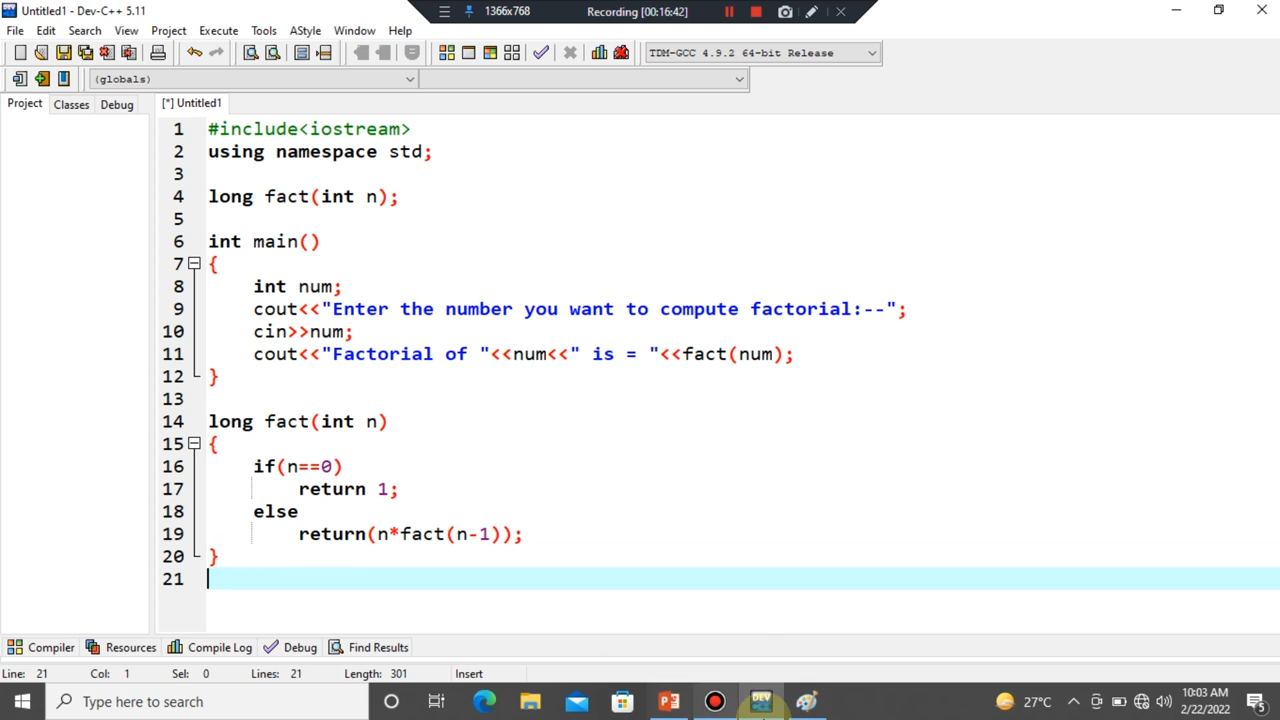 Untitled1 - Dev-C++ 5.11
1366x768
Recording [00:16:42]
File Edit Search View Project Execute Tools AStyle Window Help
TDM-GCC 4.9.2 64-bit Release
(globals)
Project Classes Debug
[*] Untitled1
1 #include<iostream>
2 using namespace std;
3
4 long fact(int n);
5
6 int main()
7 {
8 int num;
9 cout<<"Enter the number you want to compute factorial:--";
10 cin>>num;
11 cout<<"Factorial of "<<num<<" is = "<<fact(num);
12 }
13
14 long fact(int n)
15 {
16 if(n==0)
17 return 1;
18 else
19 return(n*fact(n-1));
20 }
21
Compiler Resources Compile Log Debug Find Results
Line: 21 Col: 1 Sel: 0 Lines: 21 Length: 301 Insert
Type here to search
DEV
27°C
10:03 AM
2/22/2022
5